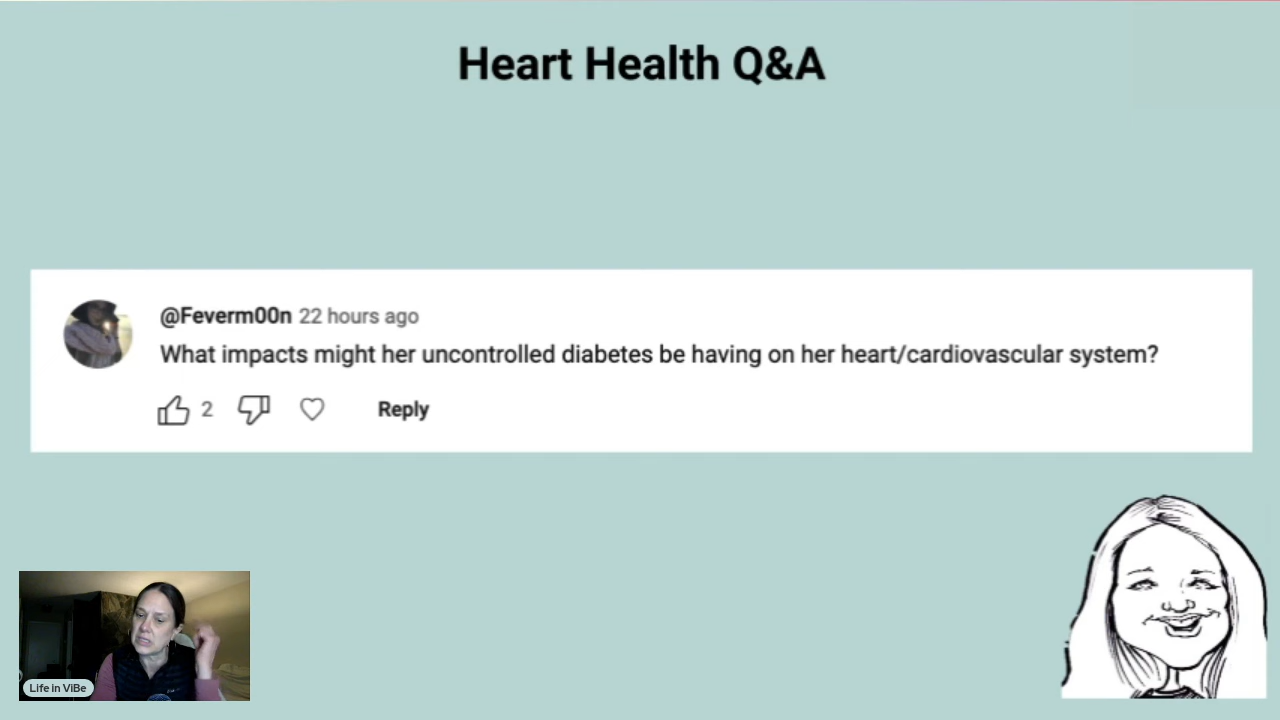 Heart Health Q&A
@Feverm00n 22 hours ago
What impacts might her uncontrolled diabetes be having on her heart/cardiovascular system?
2 Reply
Life in ViBe